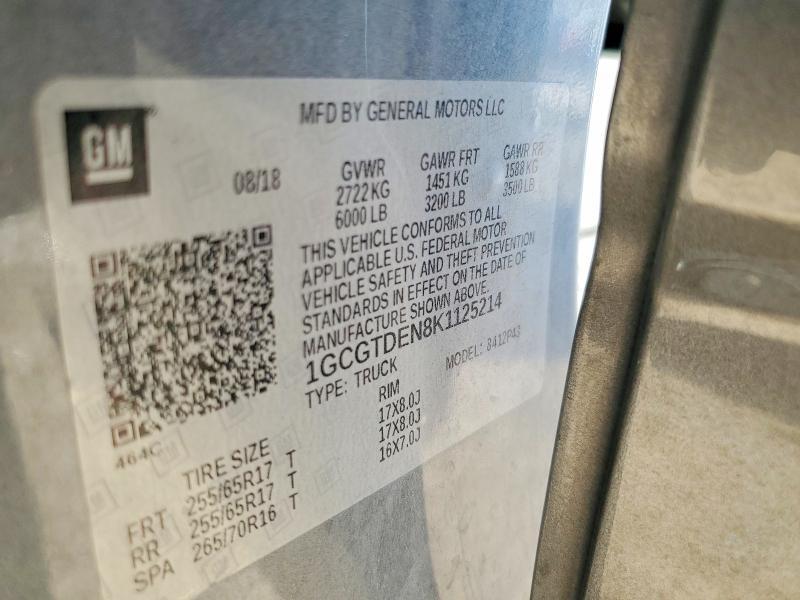 GM
MFD BY GENERAL MOTORS LLC
08/18
GVWR GAWR FRT GAWR RR
2722 KG 1451 KG 1588 KG
6000 LB 3200 LB 3500 LB
THIS VEHICLE CONFORMS TO ALL
APPLICABLE U.S. FEDERAL MOTOR
VEHICLE SAFETY AND THEFT PREVENTION
STANDARDS IN EFFECT ON THE DATE OF
MANUFACTURE SHOWN ABOVE.
1GCGTDEN8K1125214
TYPE: TRUCK MODEL: 8412P43
464C
TIRE SIZE RIM
FRT 255/65R17 T 17X8.0J
RR 255/65R17 T 17X8.0J
SPA 265/70R16 T 16X7.0J